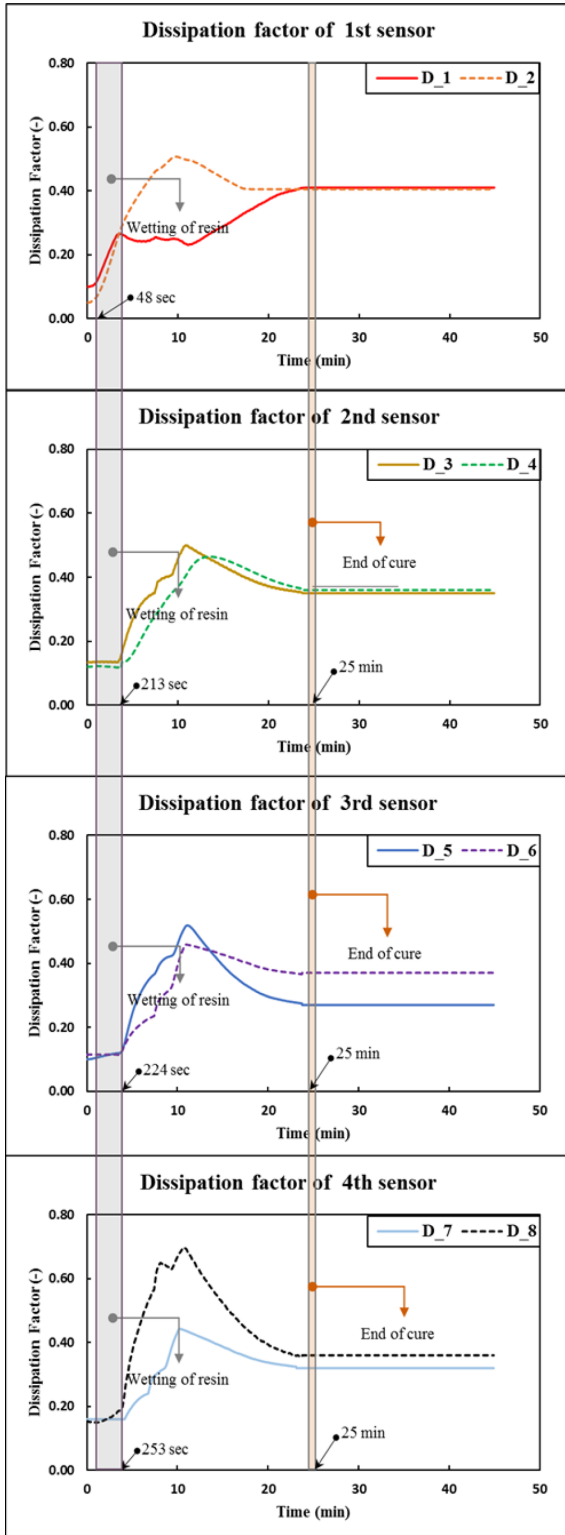 Dissipation factor of 1st sensor
D_1 D_2
0.80
0.60
0.40
0.20
0.00
Dissipation Factor (-)
Wetting of resin
48 sec
0 10 20 30 40 50
Time (min)
Dissipation factor of 2nd sensor
D_3 D_4
0.80
0.60
0.40
0.20
0.00
Dissipation Factor (-)
End of cure
Wetting of resin
25 min
213 sec
0 10 20 30 40 50
Time (min)
Dissipation factor of 3rd sensor
D_5 D_6
0.80
0.60
0.40
0.20
0.00
Dissipation Factor (-)
End of cure
Wetting of resin
25 min
224 sec
0 10 20 30 40 50
Time (min)
Dissipation factor of 4th sensor
D_7 D_8
0.80
0.60
0.40
0.20
0.00
Dissipation Factor (-)
End of cure
Wetting of resin
25 min
253 sec
0 10 20 30 40 50
Time (min)